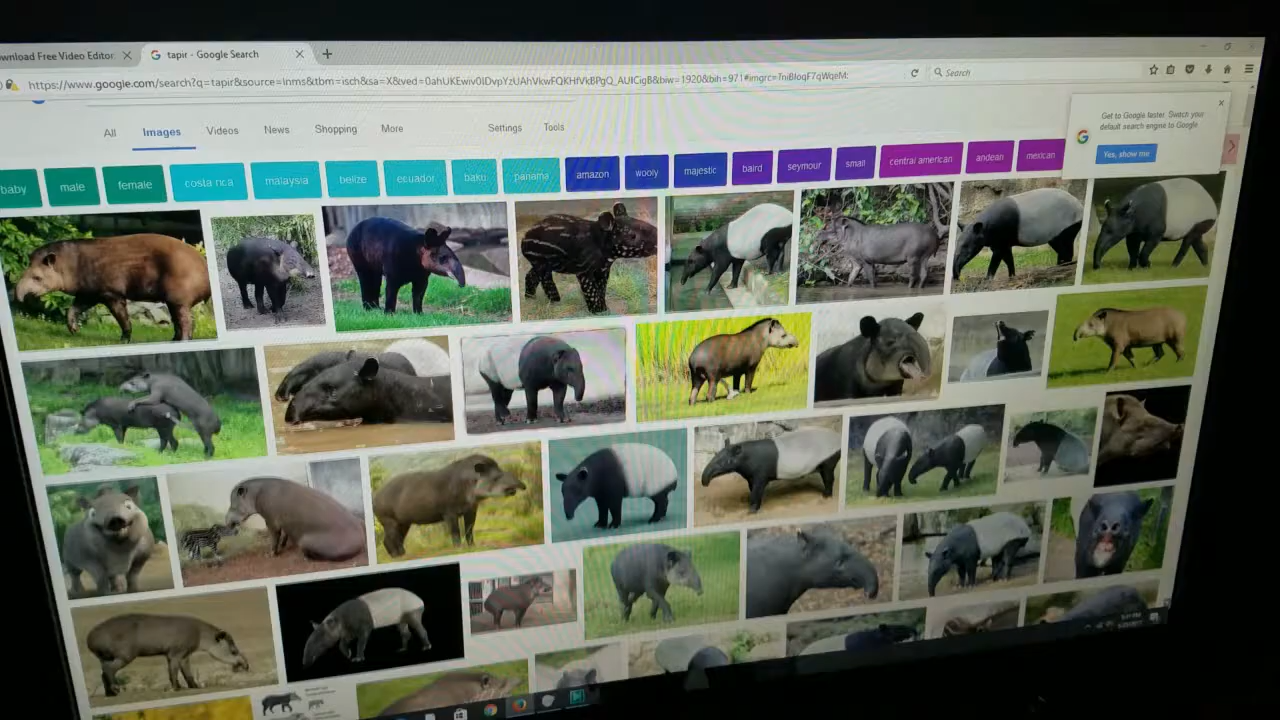 ownload Free Video Editor
tapir - Google Search
https://www.google.com/search?q=tapir&source=lnms&tbm=isch&sa=X&ved=
Search
All Images Videos News Shopping More Settings Tools
Get to Google faster. Switch your
default search engine to Google
Yes, show me
baby male female costa rica malaysia belize ecuador baku panama amazon wooly majestic baird seymour small central american andean mexican